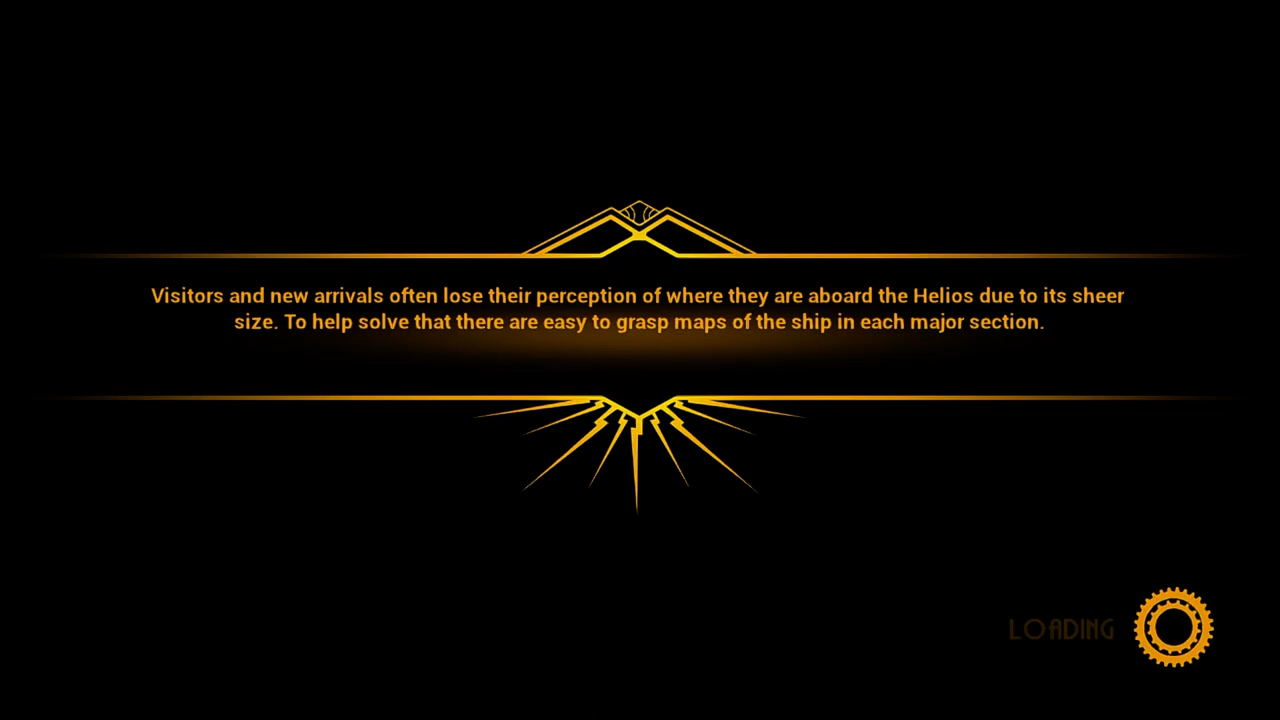 Visitors and new arrivals often lose their perception of where they are aboard the Helios due to its sheer
size. To help solve that there are easy to grasp maps of the ship in each major section.
LOADING